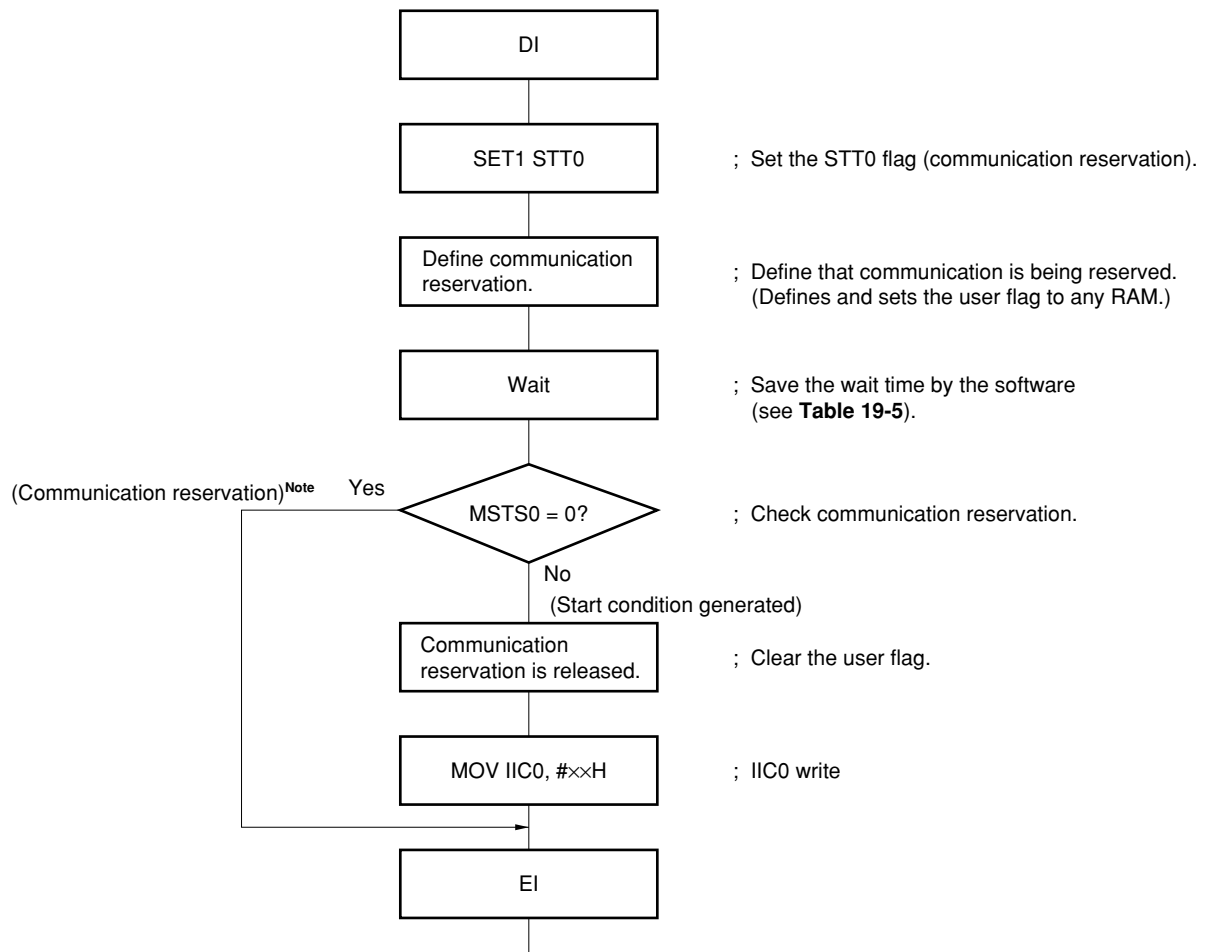 DI
SET1 STT0
; Set the STT0 flag (communication reservation).
Define communication
reservation.
; Define that communication is being reserved.
(Defines and sets the user flag to any RAM.)
Wait
; Save the wait time by the software
(see Table 19-5).
(Communication reservation)Note
Yes
MSTS0 = 0?
; Check communication reservation.
No
(Start condition generated)
Communication
reservation is released.
; Clear the user flag.
MOV IIC0, #××H
; IIC0 write
EI